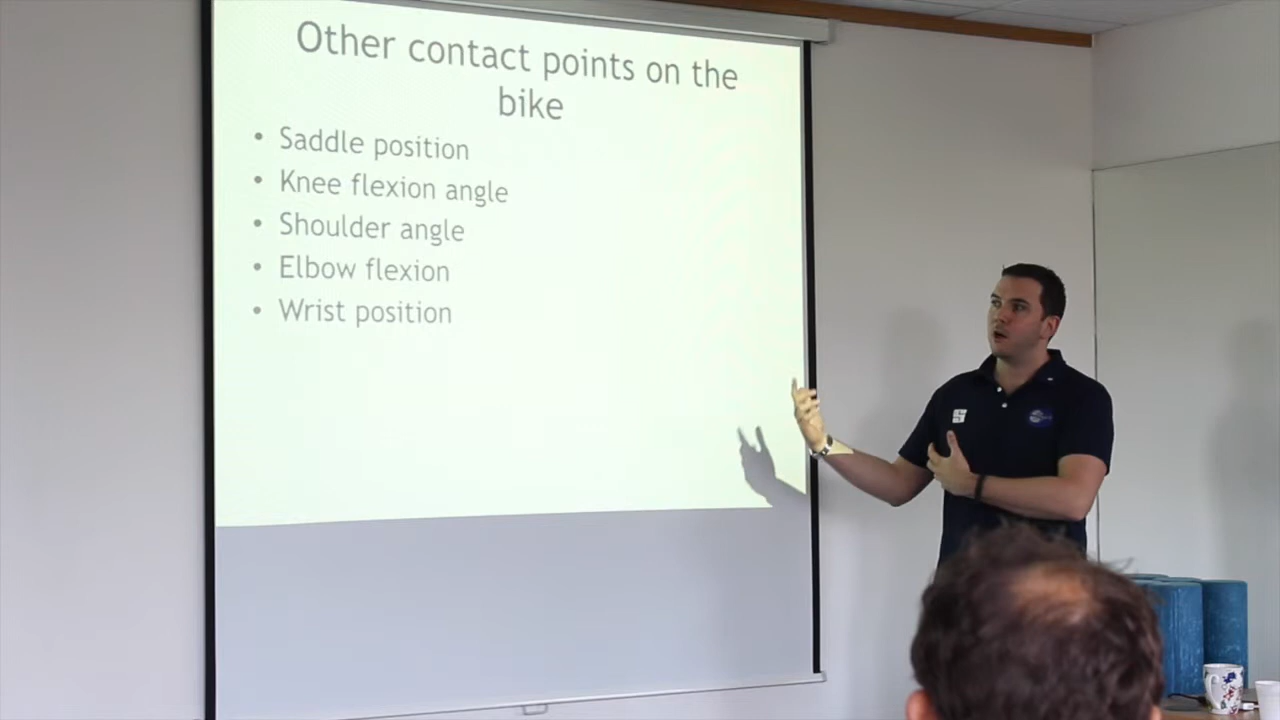 Other contact points on the
bike
• Saddle position
• Knee flexion angle
• Shoulder angle
• Elbow flexion
• Wrist position